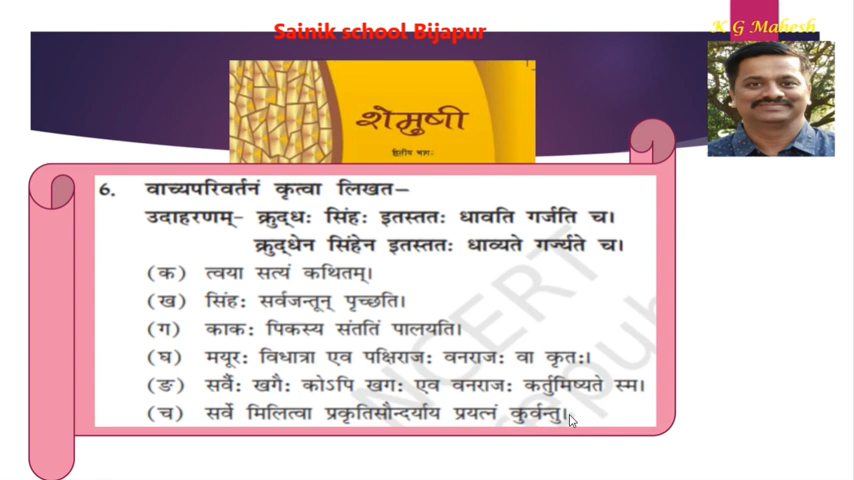 Sainik school Bijapur
K G Mahesh
शेमुषी
द्वितीय भागः
6. वाच्यपरिवर्तनं कृत्वा लिखत–
उदाहरणम्- क्रुद्धः सिंहः इतस्ततः धावति गर्जति च।
क्रुद्धेन सिंहेन इतस्ततः धाव्यते गर्ज्यते च।
(क) त्वया सत्यं कथितम्।
(ख) सिंहः सर्वजन्तून् पृच्छति।
(ग) काकः पिकस्य संततिं पालयति।
(घ) मयूरः विधात्रा एव पक्षिराजः वनराजः वा कृतः।
(ङ) सर्वैः खगैः कोऽपि खगः एव वनराजः कर्तुमिष्यते स्म।
(च) सर्वे मिलित्वा प्रकृतिसौन्दर्याय प्रयत्नं कुर्वन्तु।
NCERT
republ